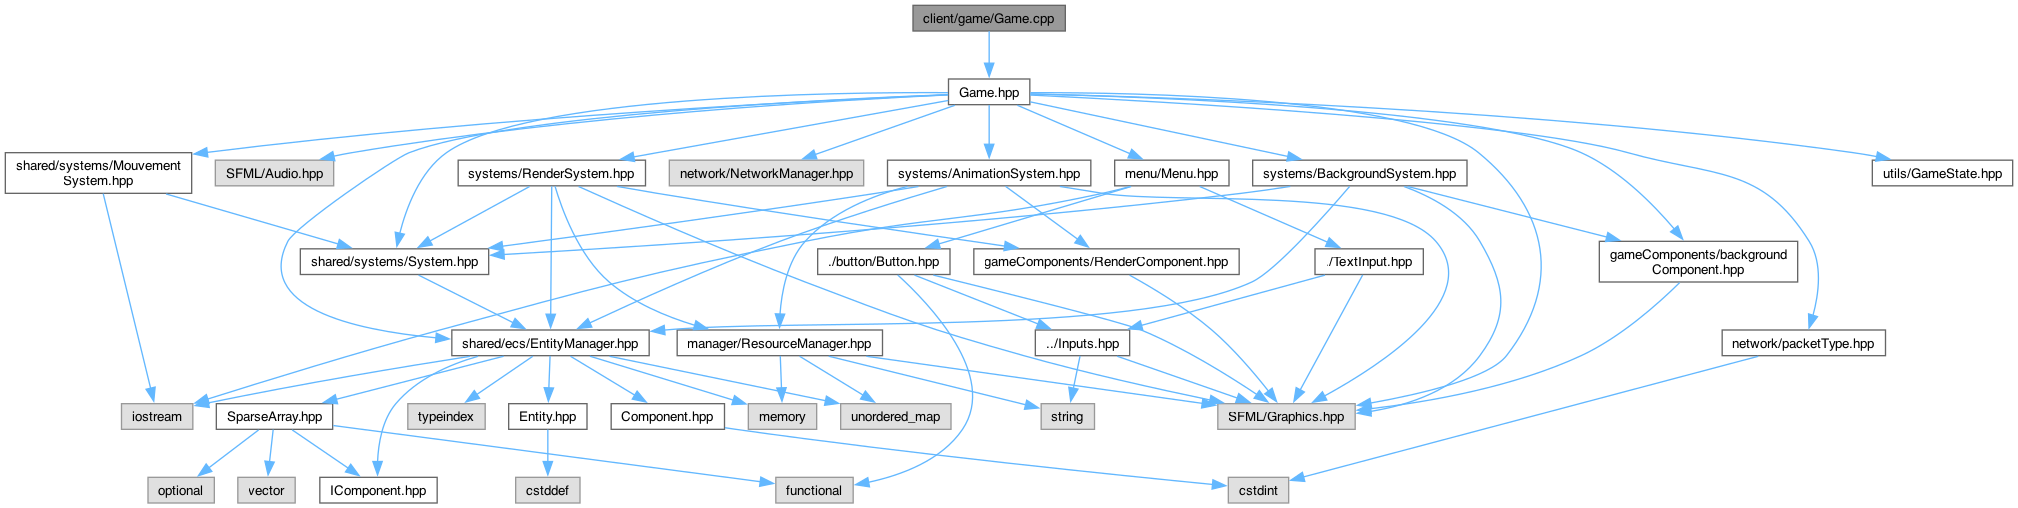 client/game/Game.cpp
Game.hpp
shared/systems/Mouvement
System.hpp
SFML/Audio.hpp
systems/RenderSystem.hpp
network/NetworkManager.hpp
systems/AnimationSystem.hpp
menu/Menu.hpp
systems/BackgroundSystem.hpp
utils/GameState.hpp
shared/systems/System.hpp
./button/Button.hpp
gameComponents/RenderComponent.hpp
./TextInput.hpp
gameComponents/background
Component.hpp
shared/ecs/EntityManager.hpp
manager/ResourceManager.hpp
../Inputs.hpp
network/packetType.hpp
iostream
SparseArray.hpp
typeindex
Entity.hpp
Component.hpp
memory
unordered_map
string
SFML/Graphics.hpp
optional
vector
IComponent.hpp
cstddef
functional
cstdint